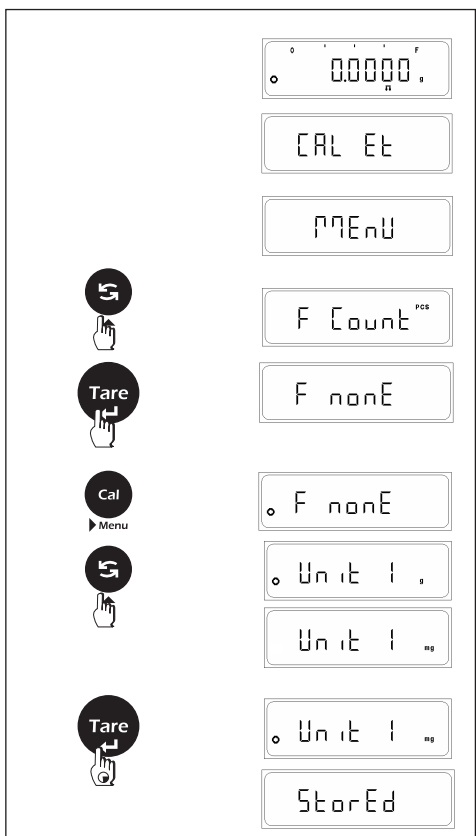 0 F
0.0000 g
CAL Et
MEnU
F Count PCS
Tare
F nonE
Cal
Menu
F nonE
Unit 1 g
Unit 1 mg
Tare
Unit 1 mg
StorEd